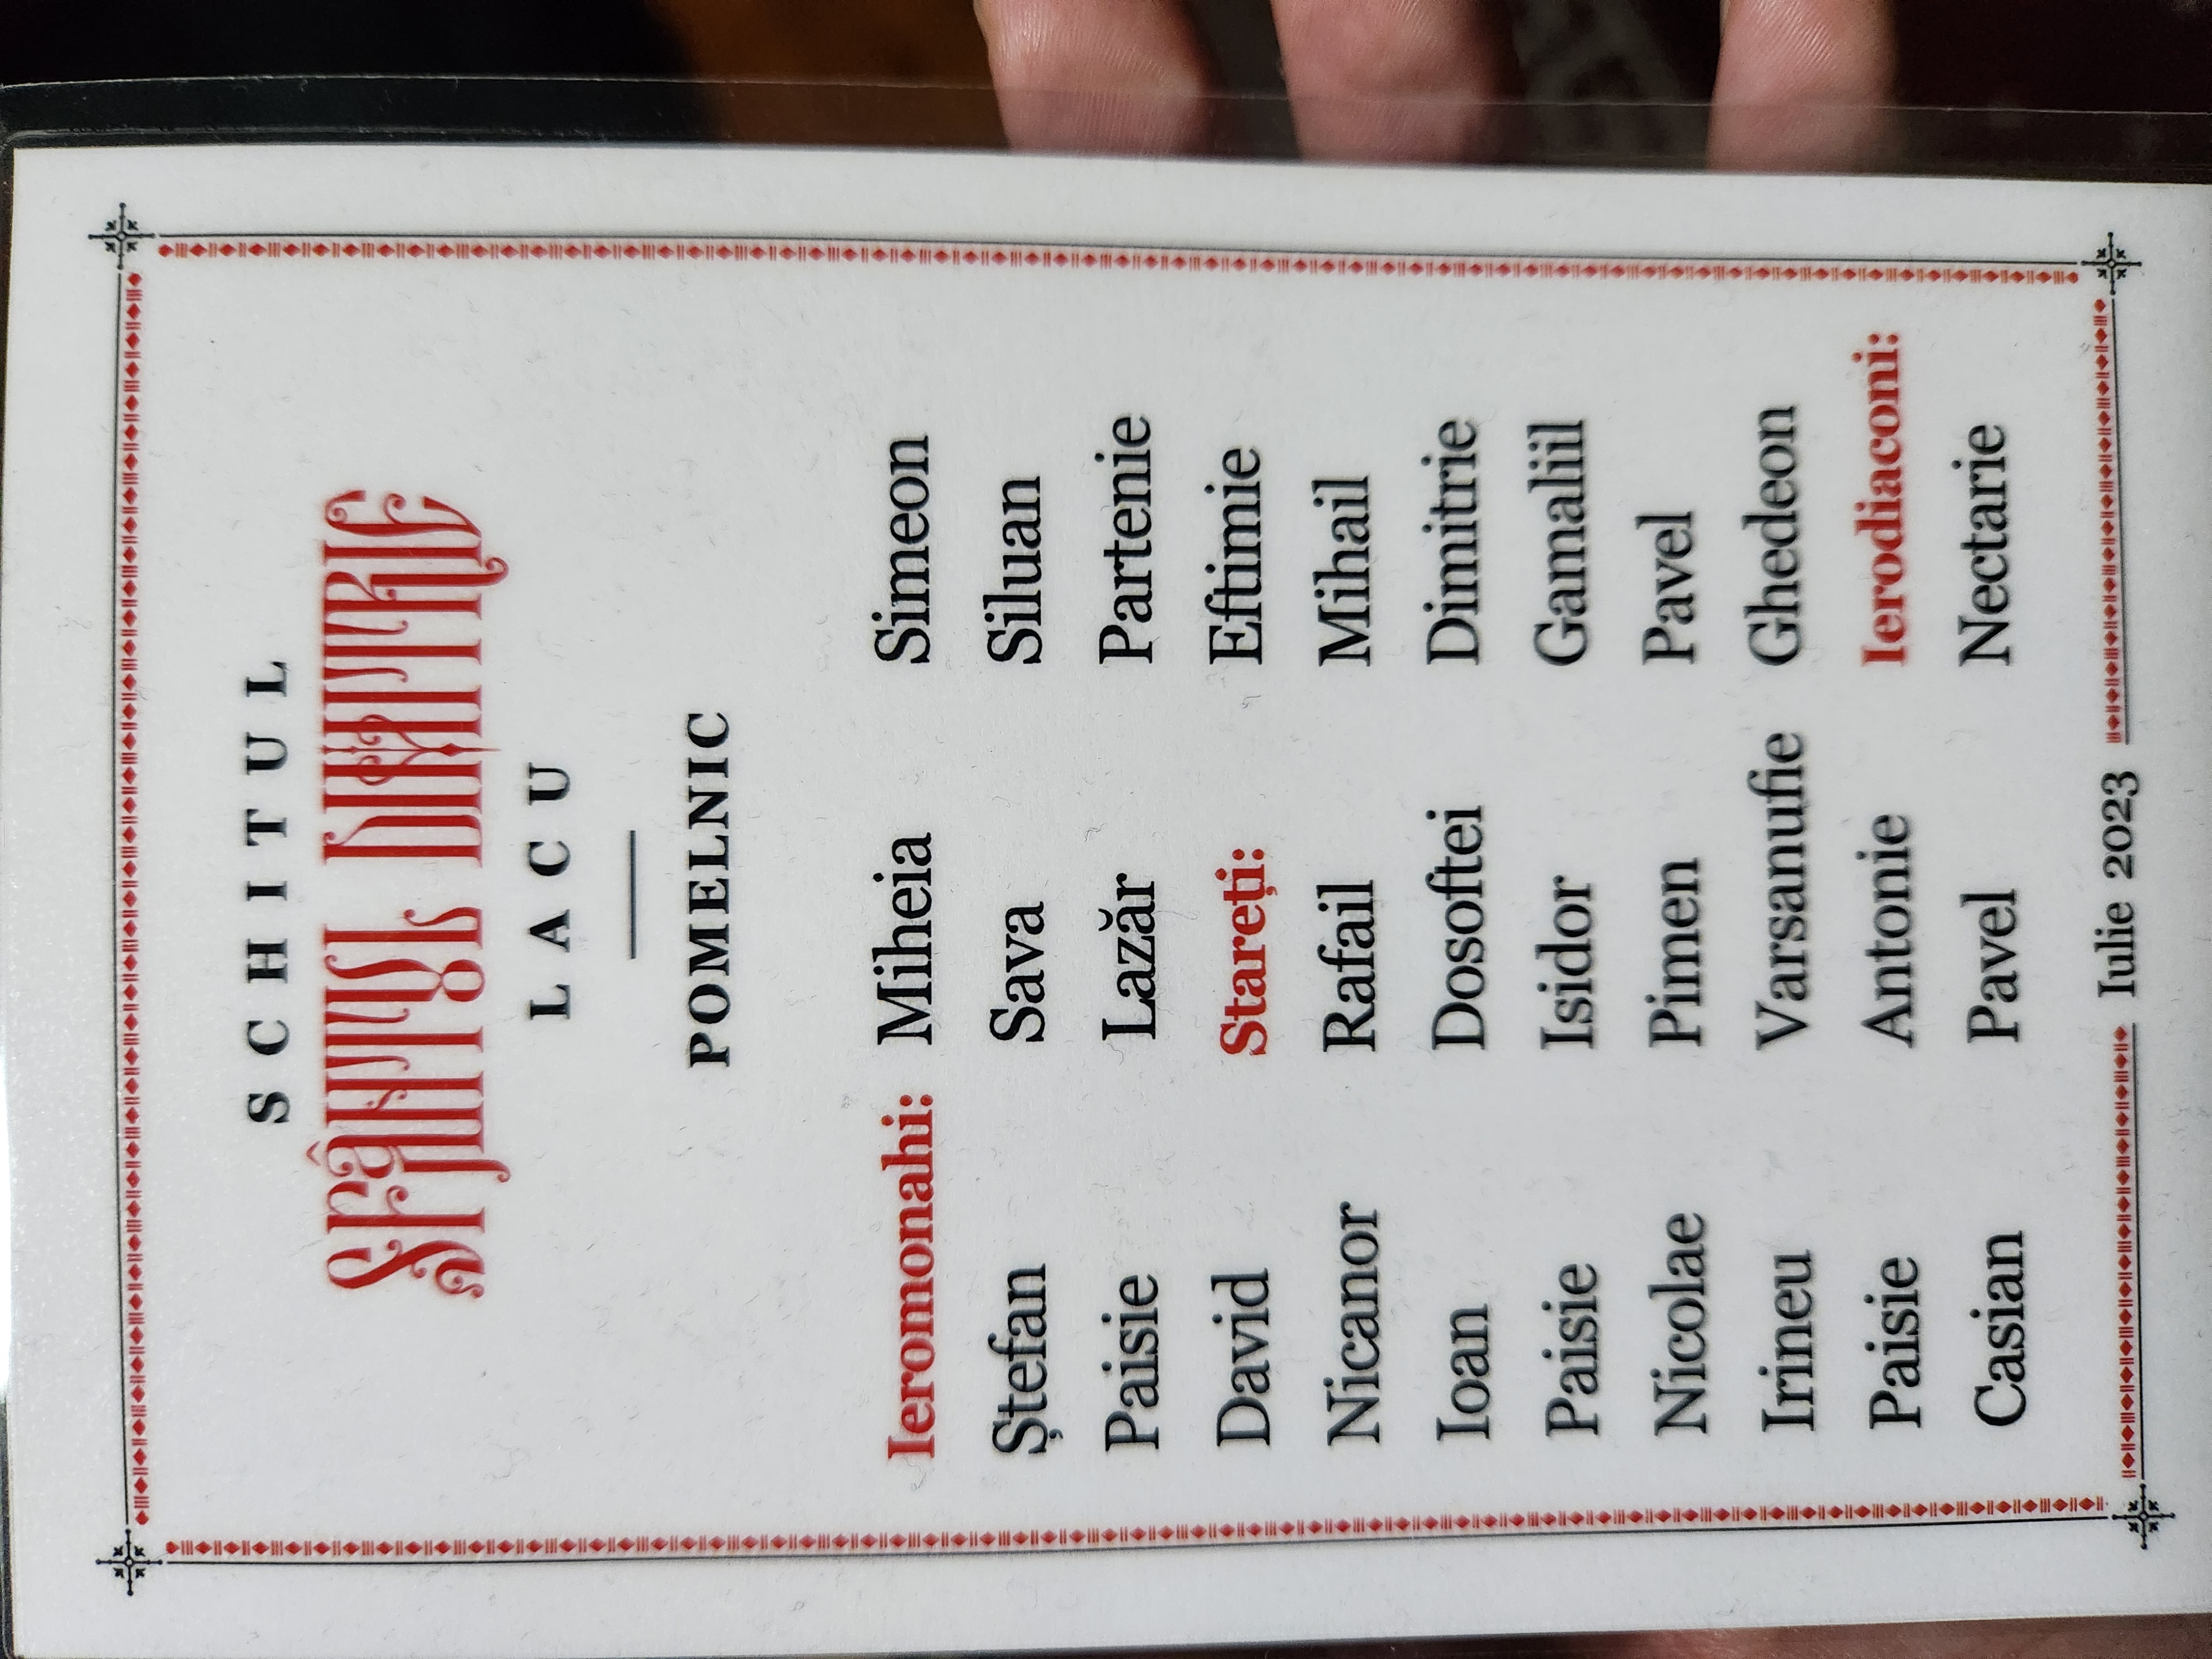 SCHITUL
SFÂNTUL DIMITRIE
LACU
POMELNIC
Ieromonahi:
Ștefan
Paisie
David
Nicanor
Ioan
Paisie
Nicolae
Irineu
Paisie
Casian
Miheia
Sava
Lazăr
Stareți:
Rafail
Dosoftei
Isidor
Pimen
Varsanufie
Antonie
Pavel
Simeon
Siluan
Partenie
Eftimie
Mihail
Dimitrie
Gamaliil
Pavel
Ghedeon
Ierodiaconi:
Nectarie
Iulie 2023